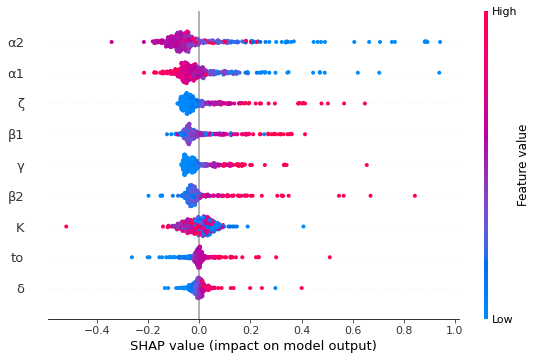 High
α2
α1
ζ
β1
γ
β2
K
to
δ
Feature value
Low
−0.4 −0.2 0.0 0.2 0.4 0.6 0.8 1.0
SHAP value (impact on model output)